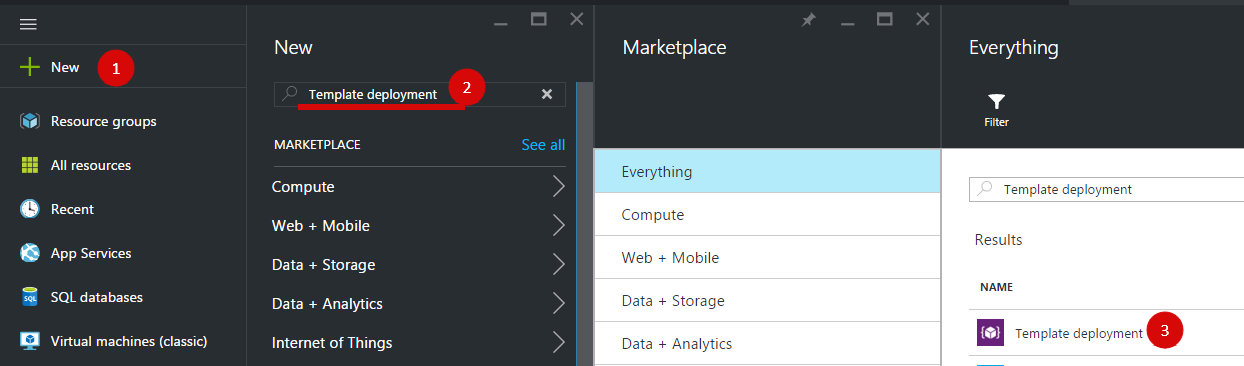 New
1
Resource groups
All resources
Recent
App Services
SQL databases
Virtual machines (classic)
New
Template deployment
2
MARKETPLACE
See all
Compute
Web + Mobile
Data + Storage
Data + Analytics
Internet of Things
Marketplace
Everything
Compute
Web + Mobile
Data + Storage
Data + Analytics
Everything
Filter
Template deployment
Results
NAME
Template deployment
3